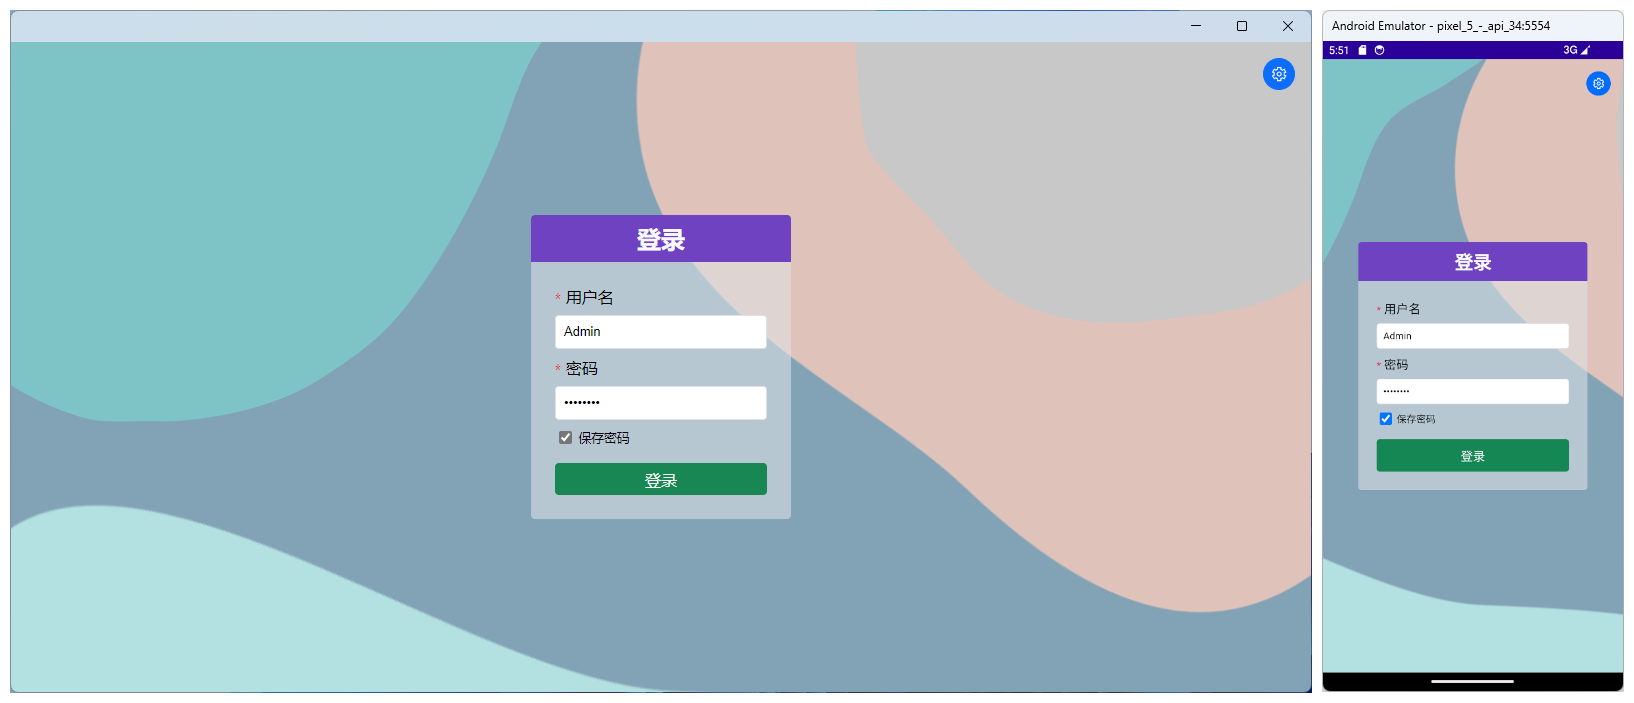 登录
* 用户名
Admin
* 密码
••••••••
保存密码
登录
Android Emulator - pixel_5_-_api_34:5554
5:51
3G
登录
* 用户名
Admin
* 密码
••••••••
保存密码
登录